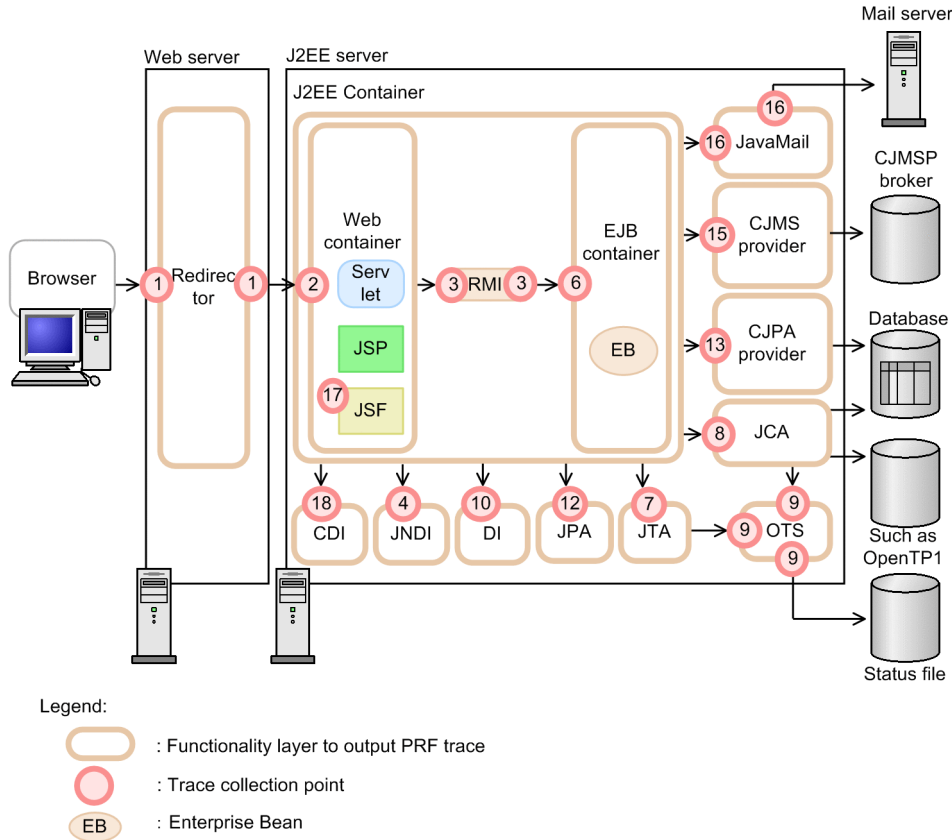 Mail server
Web server
J2EE server
J2EE Container
16
16
JavaMail
CJMSP
broker
Web
container
EJB
container
15
CJMS
provider
Browser
1
Redirec
tor
1
2
Serv
let
3
RMI
3
6
Database
JSP
EB
13
CJPA
provider
17
JSF
8
JCA
18
CDI
4
JNDI
10
DI
12
JPA
7
JTA
9
9
OTS
9
Such as
OpenTP1
Status file
Legend:
: Functionality layer to output PRF trace
: Trace collection point
EB
: Enterprise Bean